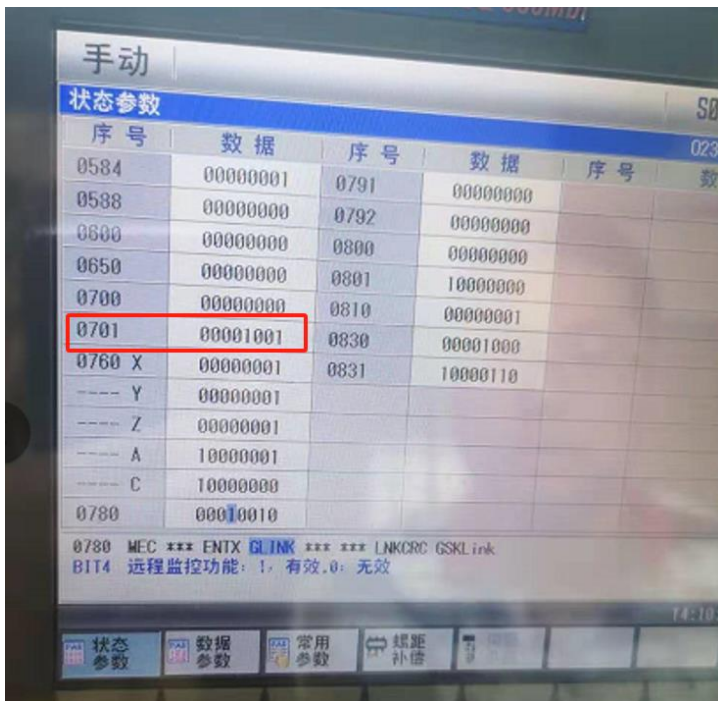 手动
状态参数
序号 数据 序号 数据 序号
0584 00000001 0791 00000000
0588 00000000 0792 00000000
0600 00000000 0800 00000000
0650 00000000 0801 10000000
0700 00000000 0810 00000001
0701 00001001 0830 00001000
0760 X 00000001 0831 10000110
---- Y 00000001
---- Z 00000001
---- A 10000001
---- C 10000000
0780 00010010
0780 MEC *** ENTX GLINK *** *** LNKCRC GSKLink
BIT4 远程监控功能: 1, 有效.0: 无效
14:10
状态参数 数据参数 常用参数 螺距补偿